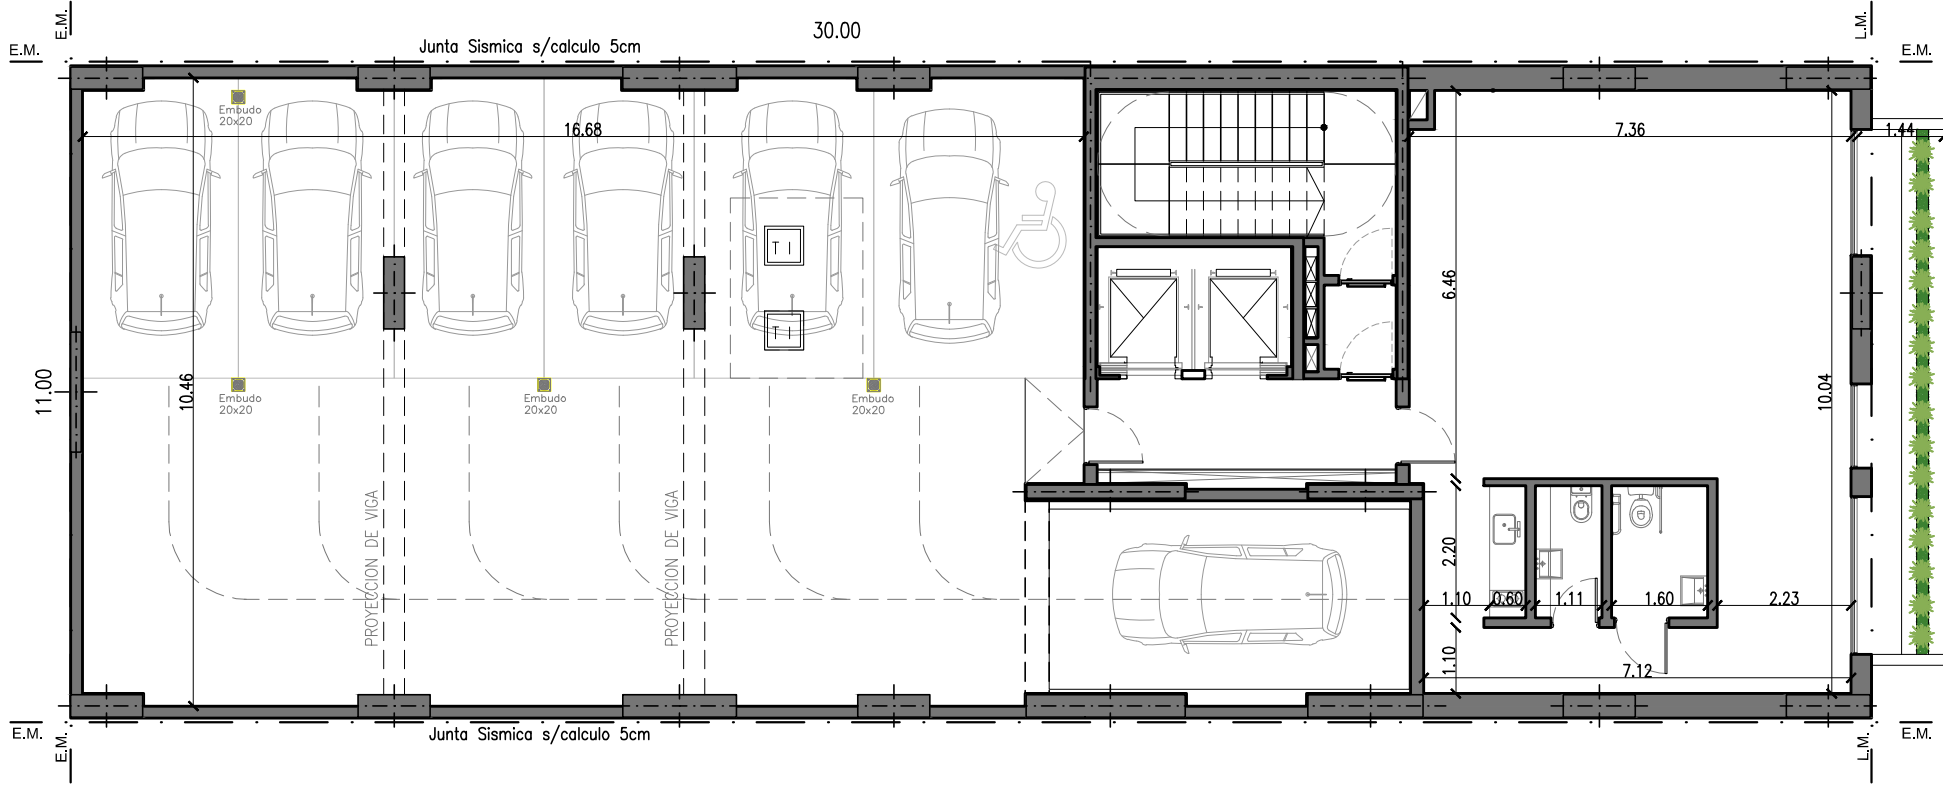 E.M.
30.00
L.M.
E.M.
Junta Sismica s/calculo 5cm
E.M.
Embudo
20x20
16.68
7.36
1.44
T I
6.46
T I
11.00
10.46
Embudo
20x20
Embudo
20x20
Embudo
20x20
10.04
PROYECCION DE VIGA
PROYECCION DE VIGA
2.20
1.10
0.60
1.11
1.60
2.23
1.10
7.12
E.M.
E.M.
Junta Sismica s/calculo 5cm
L.M.
E.M.